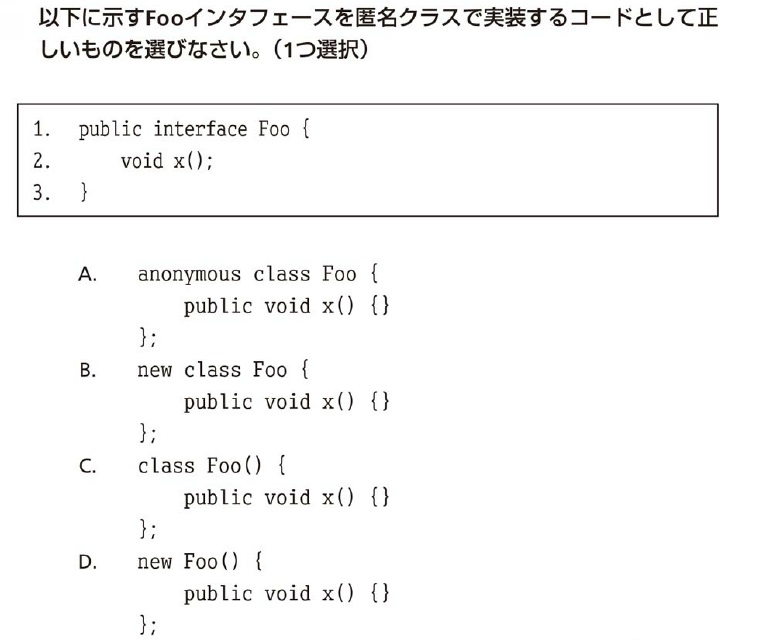 以下に示すFooインタフェースを匿名クラスで実装するコードとして正
しいものを選びなさい。（1つ選択）
1. public interface Foo {
2.     void x();
3. }
A. anonymous class Foo {
    public void x() {}
};
B. new class Foo {
    public void x() {}
};
C. class Foo() {
    public void x() {}
};
D. new Foo() {
    public void x() {}
};